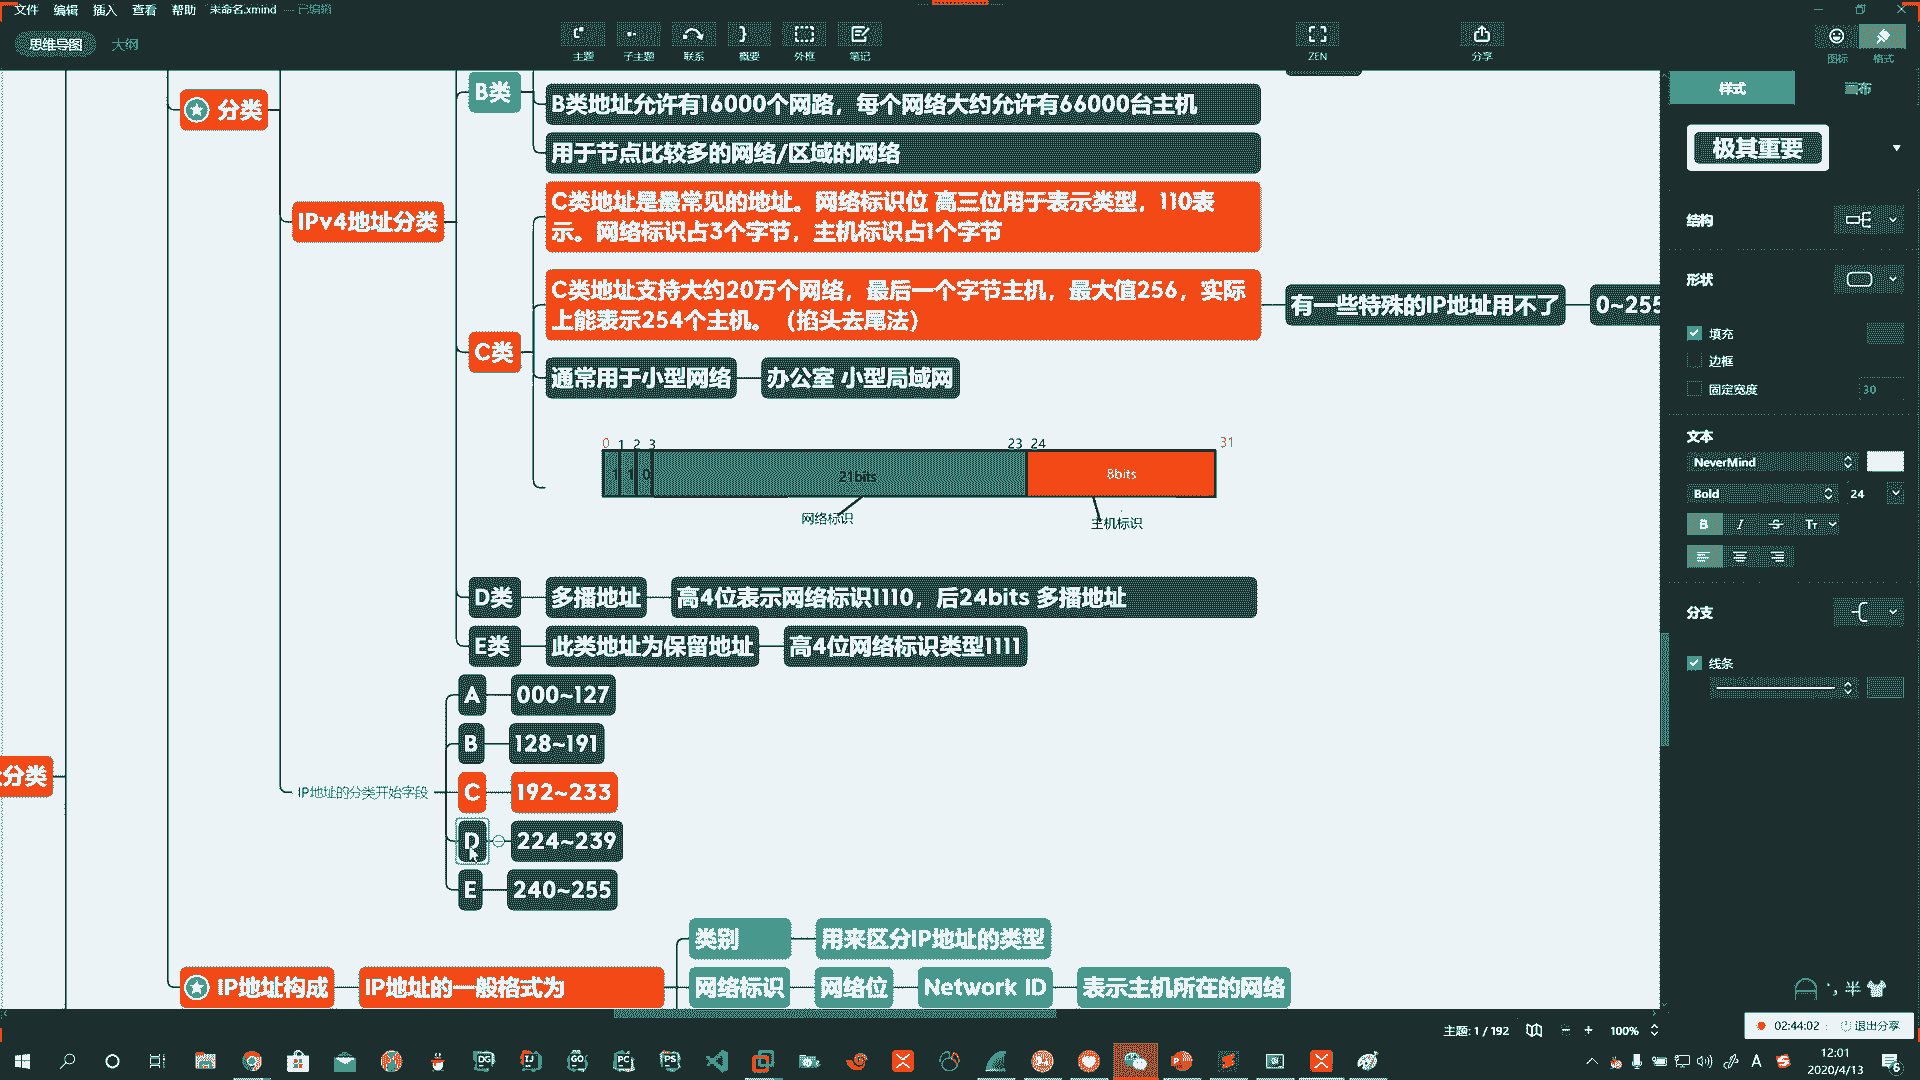 文件 编辑 插入 查看 帮助 未命名.xmind — 已编辑
思维导图 大纲
主题 子主题 联系 概要 外框 笔记 ZEN 分享 图标 格式
B类
B类地址允许有16000个网路，每个网络大约允许有66000台主机
用于节点比较多的网络/区域的网络
分类
IPv4地址分类
C类地址是最常见的地址。网络标识位 高三位用于表示类型，110表
示。网络标识占3个字节，主机标识占1个字节
C类地址支持大约20万个网络，最后一个字节主机，最大值256，实际
上能表示254个主机。（掐头去尾法）
有一些特殊的IP地址用不了
0~255
C类
通常用于小型网络
办公室 小型局域网
0 1 2 3 23 24 31
1 1 0 21bits 8bits
网络标识 主机标识
D类 多播地址 高4位表示网络标识1110，后24bits 多播地址
E类 此类地址为保留地址 高4位网络标识类型1111
IP地址的分类开始字段
A 000~127
B 128~191
C 192~233
D 224~239
E 240~255
分类
IP地址构成 IP地址的一般格式为
类别 用来区分IP地址的类型
网络标识 网络位 Network ID 表示主机所在的网络
样式 画布
极其重要
结构
形状
填充
边框
固定宽度 30
文本
NeverMind
Bold 24
B I S TT
分支
线条
半
主题: 1 / 192 100%
02:44:02 退出分享
DG IJ GO PC PS
A
12:01
2020/4/13
6